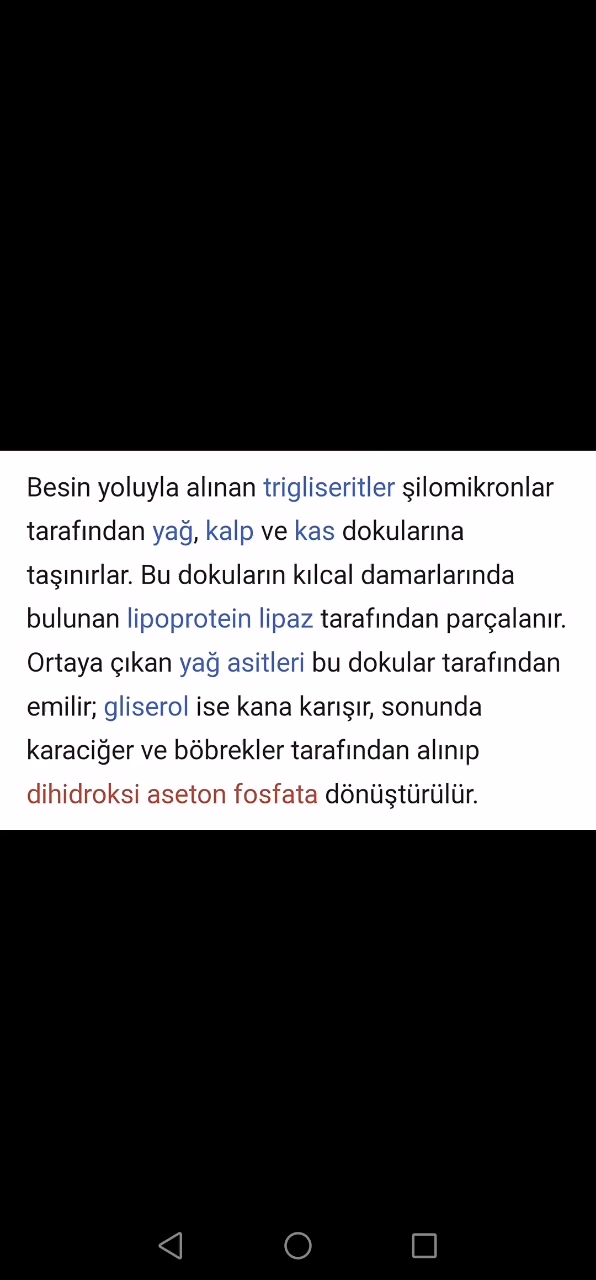 Besin yoluyla alınan trigliseritler şilomikronlar
tarafından yağ, kalp ve kas dokularına
taşınırlar. Bu dokuların kılcal damarlarında
bulunan lipoprotein lipaz tarafından parçalanır.
Ortaya çıkan yağ asitleri bu dokular tarafından
emilir; gliserol ise kana karışır, sonunda
karaciğer ve böbrekler tarafından alınıp
dihidroksi aseton fosfata dönüştürülür.